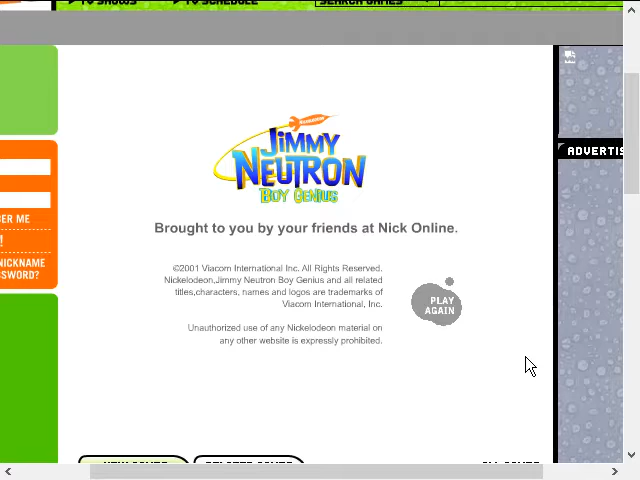 TV SHOWS
TV SCHEDULE
SEARCH GAMES
ADVERTIS
NICKELODEON
JIMMY
NEUTRON
BOY GENIUS
BER ME
!
NICKNAME
SSWORD?
Brought to you by your friends at Nick Online.
©2001 Viacom International Inc. All Rights Reserved.
Nickelodeon,Jimmy Neutron Boy Genius and all related
titles,characters, names and logos are trademarks of
Viacom International, Inc.
PLAY
AGAIN
Unauthorized use of any Nickelodeon material on
any other website is expressly prohibited.